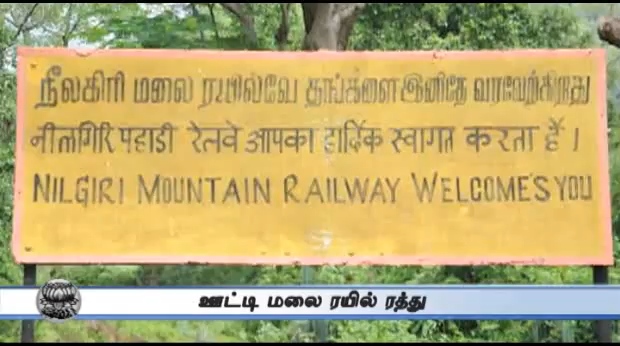 நீலகிரி மலை ரயில்வே தங்களை இனிதே வரவேற்கிறது
नीलगिरि पहाडी रेलवे आपका हार्दिक स्वागत करता हैं।
NILGIRI MOUNTAIN RAILWAY WELCOME'S YOU
ஊட்டி மலை ரயில் ரத்து